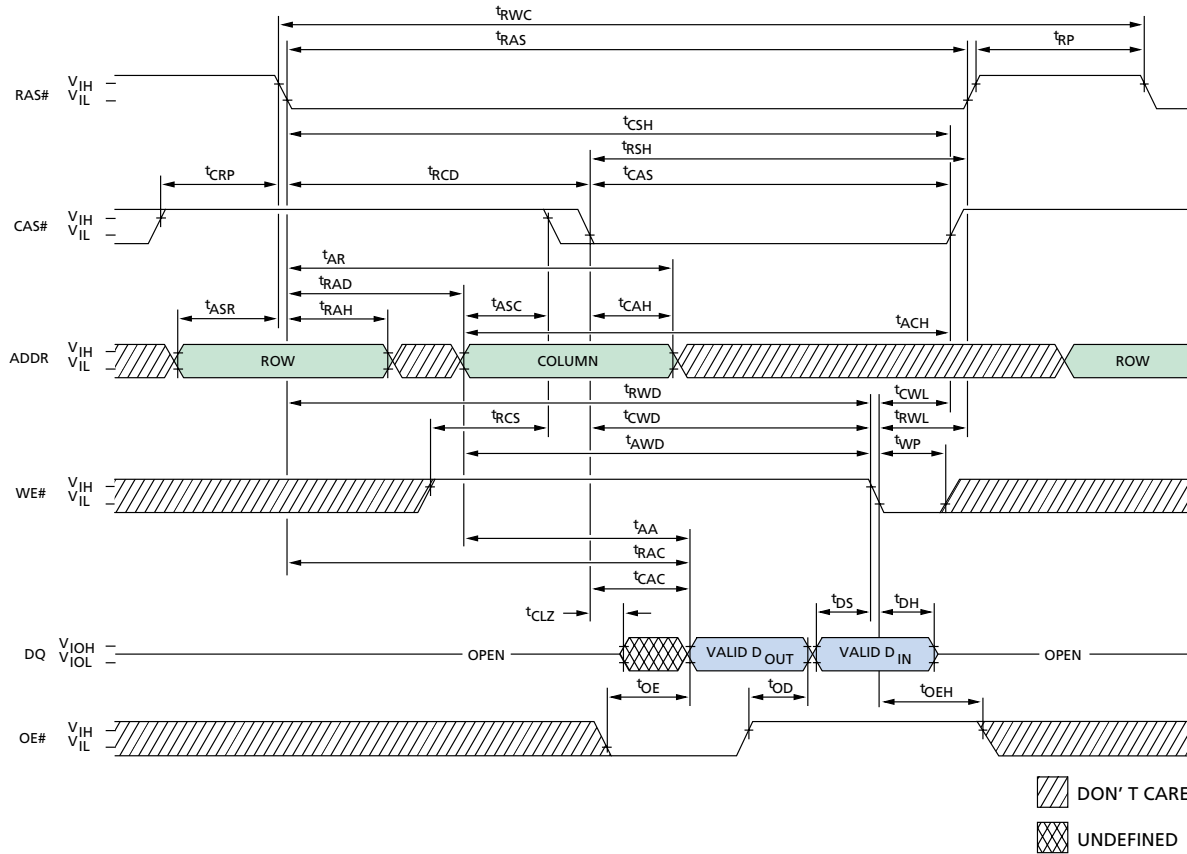 tRWC
tRAS
tRP
RAS#
VIH
VIL
tCSH
tRSH
tCRP
tRCD
tCAS
CAS#
VIH
VIL
tAR
tRAD
tASR
tRAH
tASC
tCAH
tACH
ADDR
VIH
VIL
ROW
COLUMN
ROW
tRWD
tCWL
tRCS
tCWD
tRWL
tAWD
tWP
WE#
VIH
VIL
tAA
tRAC
tCAC
tCLZ
tDS
tDH
DQ
VIOH
VIOL
OPEN
VALID DOUT
VALID DIN
OPEN
tOE
tOD
tOEH
OE#
VIH
VIL
DON' T CARE
UNDEFINED